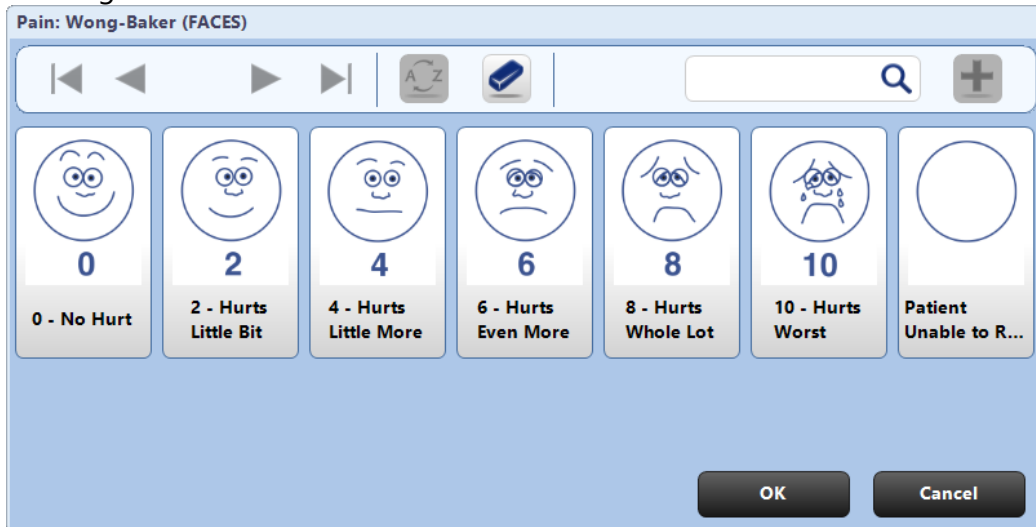 Pain: Wong-Baker (FACES)
A Z
0
2
4
6
8
10
0 - No Hurt
2 - Hurts
Little Bit
4 - Hurts
Little More
6 - Hurts
Even More
8 - Hurts
Whole Lot
10 - Hurts
Worst
Patient
Unable to R...
OK
Cancel